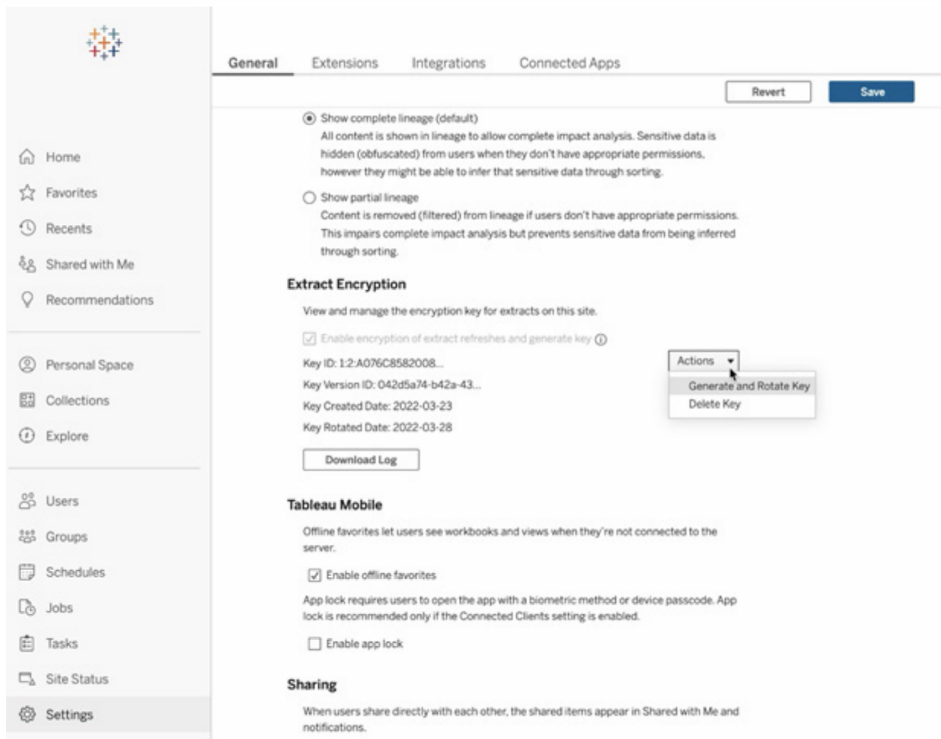 General Extensions Integrations Connected Apps
Revert Save
Home
Favorites
Recents
Shared with Me
Recommendations
Personal Space
Collections
Explore
Users
Groups
Schedules
Jobs
Tasks
Site Status
Settings
Show complete lineage (default)
All content is shown in lineage to allow complete impact analysis. Sensitive data is
hidden (obfuscated) from users when they don't have appropriate permissions,
however they might be able to infer that sensitive data through sorting.
Show partial lineage
Content is removed (filtered) from lineage if users don't have appropriate permissions.
This impairs complete impact analysis but prevents sensitive data from being inferred
through sorting.
Extract Encryption
View and manage the encryption key for extracts on this site.
Enable encryption of extract refreshes and generate key
Key ID: 1:2:A076C8582008...
Key Version ID: 042d5a74-b42a-43...
Key Created Date: 2022-03-23
Key Rotated Date: 2022-03-28
Actions
Generate and Rotate Key
Delete Key
Download Log
Tableau Mobile
Offline favorites let users see workbooks and views when they're not connected to the
server.
Enable offline favorites
App lock requires users to open the app with a biometric method or device passcode. App
lock is recommended only if the Connected Clients setting is enabled.
Enable app lock
Sharing
When users share directly with each other, the shared items appear in Shared with Me and
notifications.